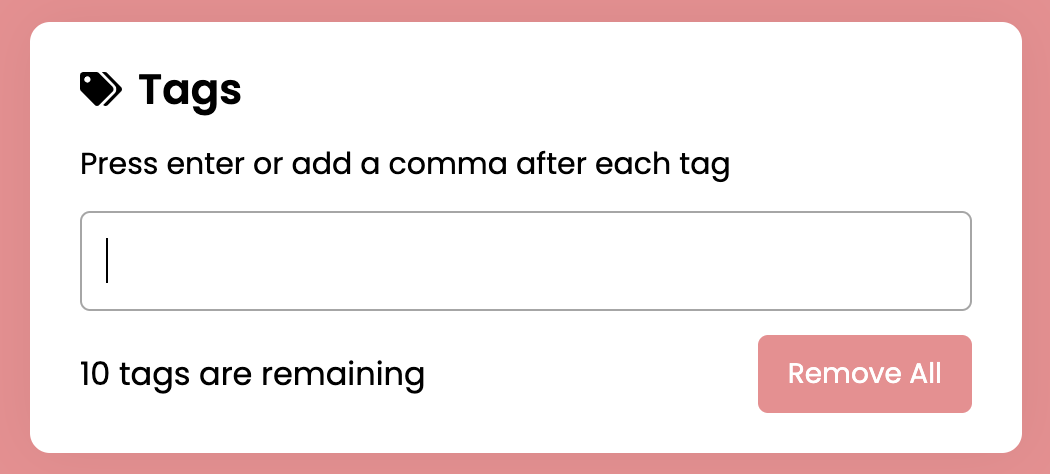 Tags
Press enter or add a comma after each tag
10 tags are remaining
Remove All